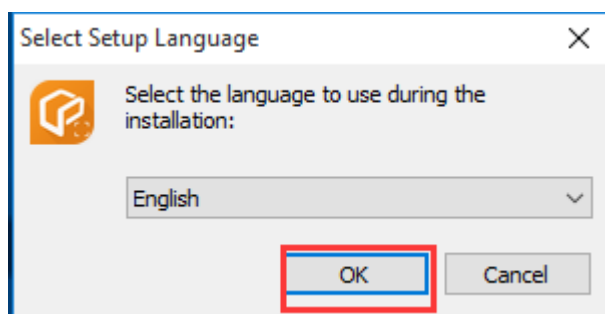 Select Setup Language
Select the language to use during the
installation:
English
OK
Cancel